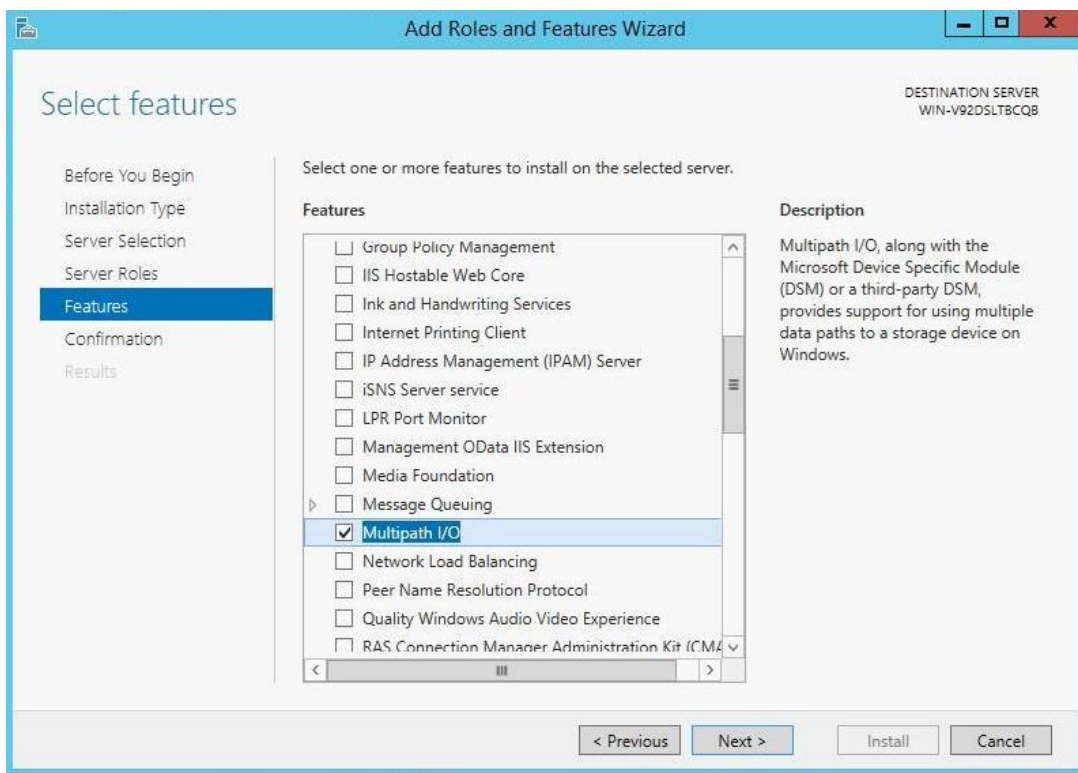 Add Roles and Features Wizard
Select features
DESTINATION SERVER
WIN-V92DSLTBCQB
Before You Begin
Installation Type
Server Selection
Server Roles
Features
Confirmation
Results
Select one or more features to install on the selected server.
Features
Group Policy Management
IIS Hostable Web Core
Ink and Handwriting Services
Internet Printing Client
IP Address Management (IPAM) Server
iSNS Server service
LPR Port Monitor
Management OData IIS Extension
Media Foundation
Message Queuing
Multipath I/O
Network Load Balancing
Peer Name Resolution Protocol
Quality Windows Audio Video Experience
RAS Connection Manager Administration Kit (CMA
Description
Multipath I/O, along with the
Microsoft Device Specific Module
(DSM) or a third-party DSM,
provides support for using multiple
data paths to a storage device on
Windows.
< Previous
Next >
Install
Cancel